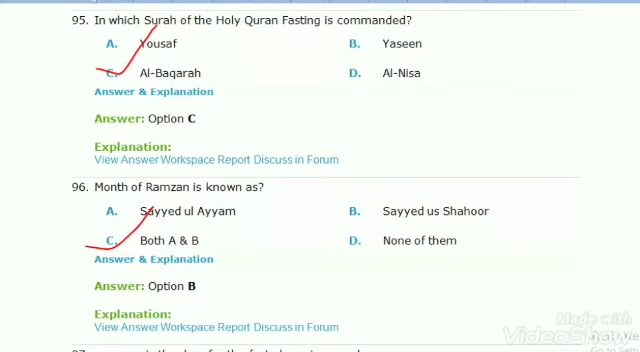 95. In which Surah of the Holy Quran Fasting is commanded?
A. Yousaf B. Yaseen
C. Al-Baqarah D. Al-Nisa
Answer & Explanation
Answer: Option C
Explanation:
View Answer Workspace Report Discuss in Forum
96. Month of Ramzan is known as?
A. Sayyed ul Ayyam B. Sayyed us Shahoor
C. Both A & B D. None of them
Answer & Explanation
Answer: Option B
Explanation:
Made with
View Answer Workspace Report Discuss in Forum
VideoShow